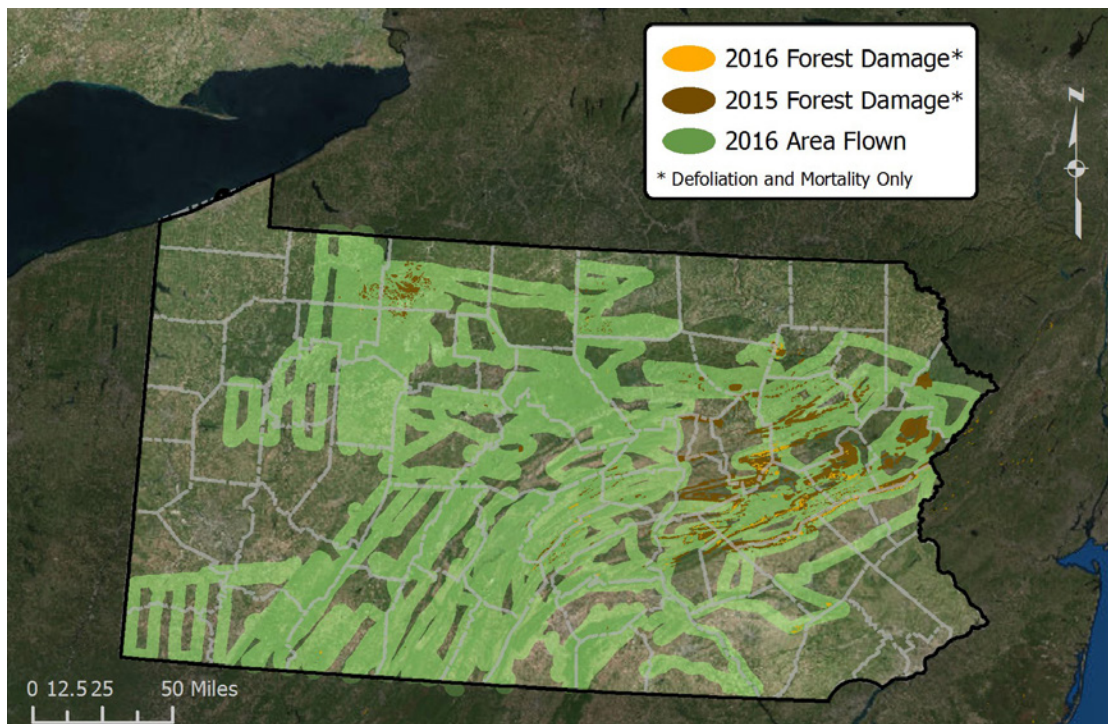 2016 Forest Damage*
2015 Forest Damage*
2016 Area Flown
* Defoliation and Mortality Only
N
0 12.5 25 50 Miles